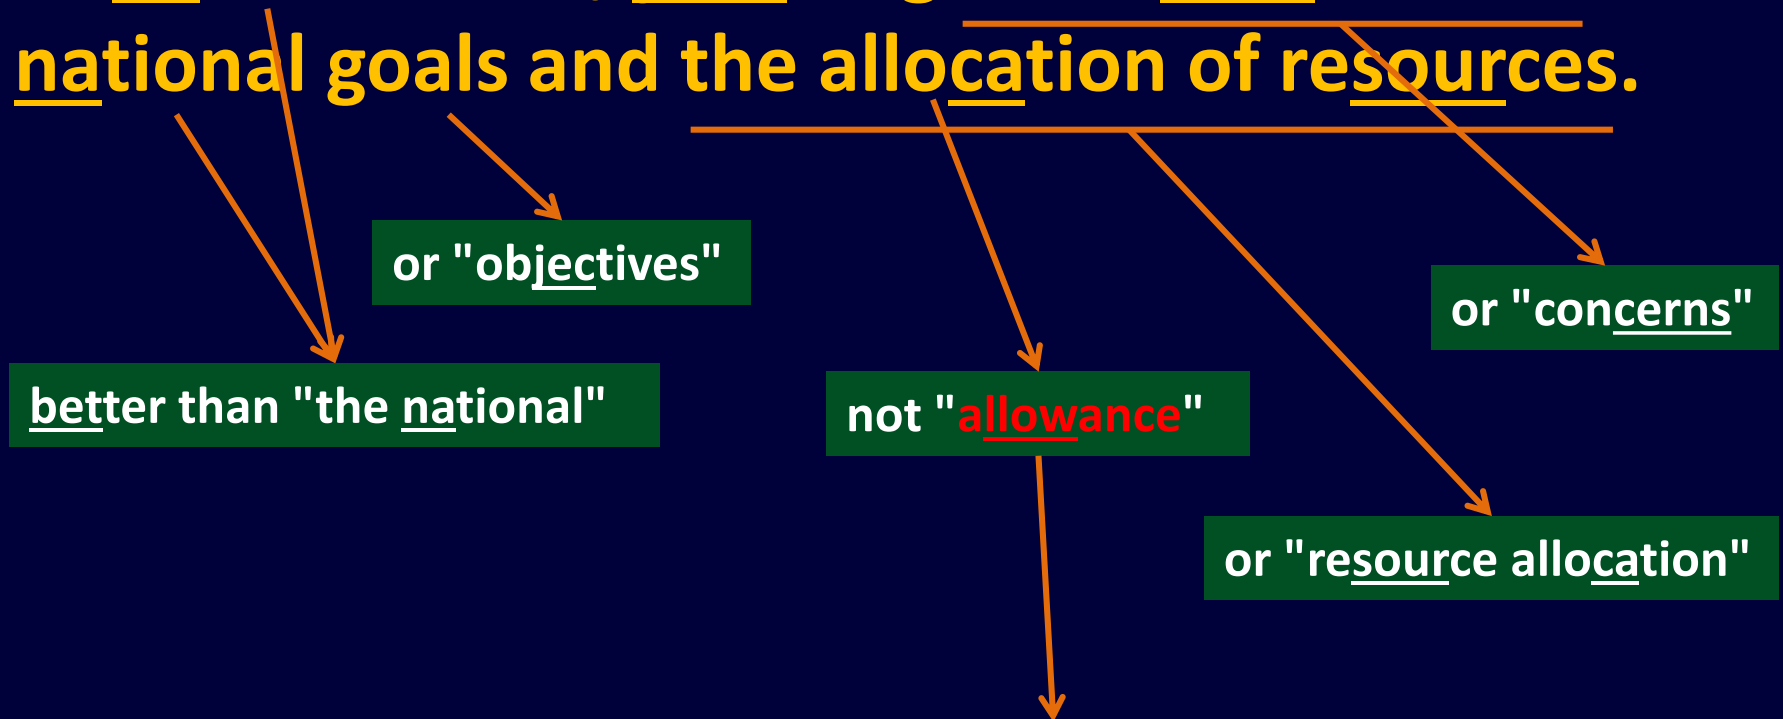 national goals and the allocation of resources.
or "objectives"
or "concerns"
better than "the national"
not "allowance"
or "resource allocation"